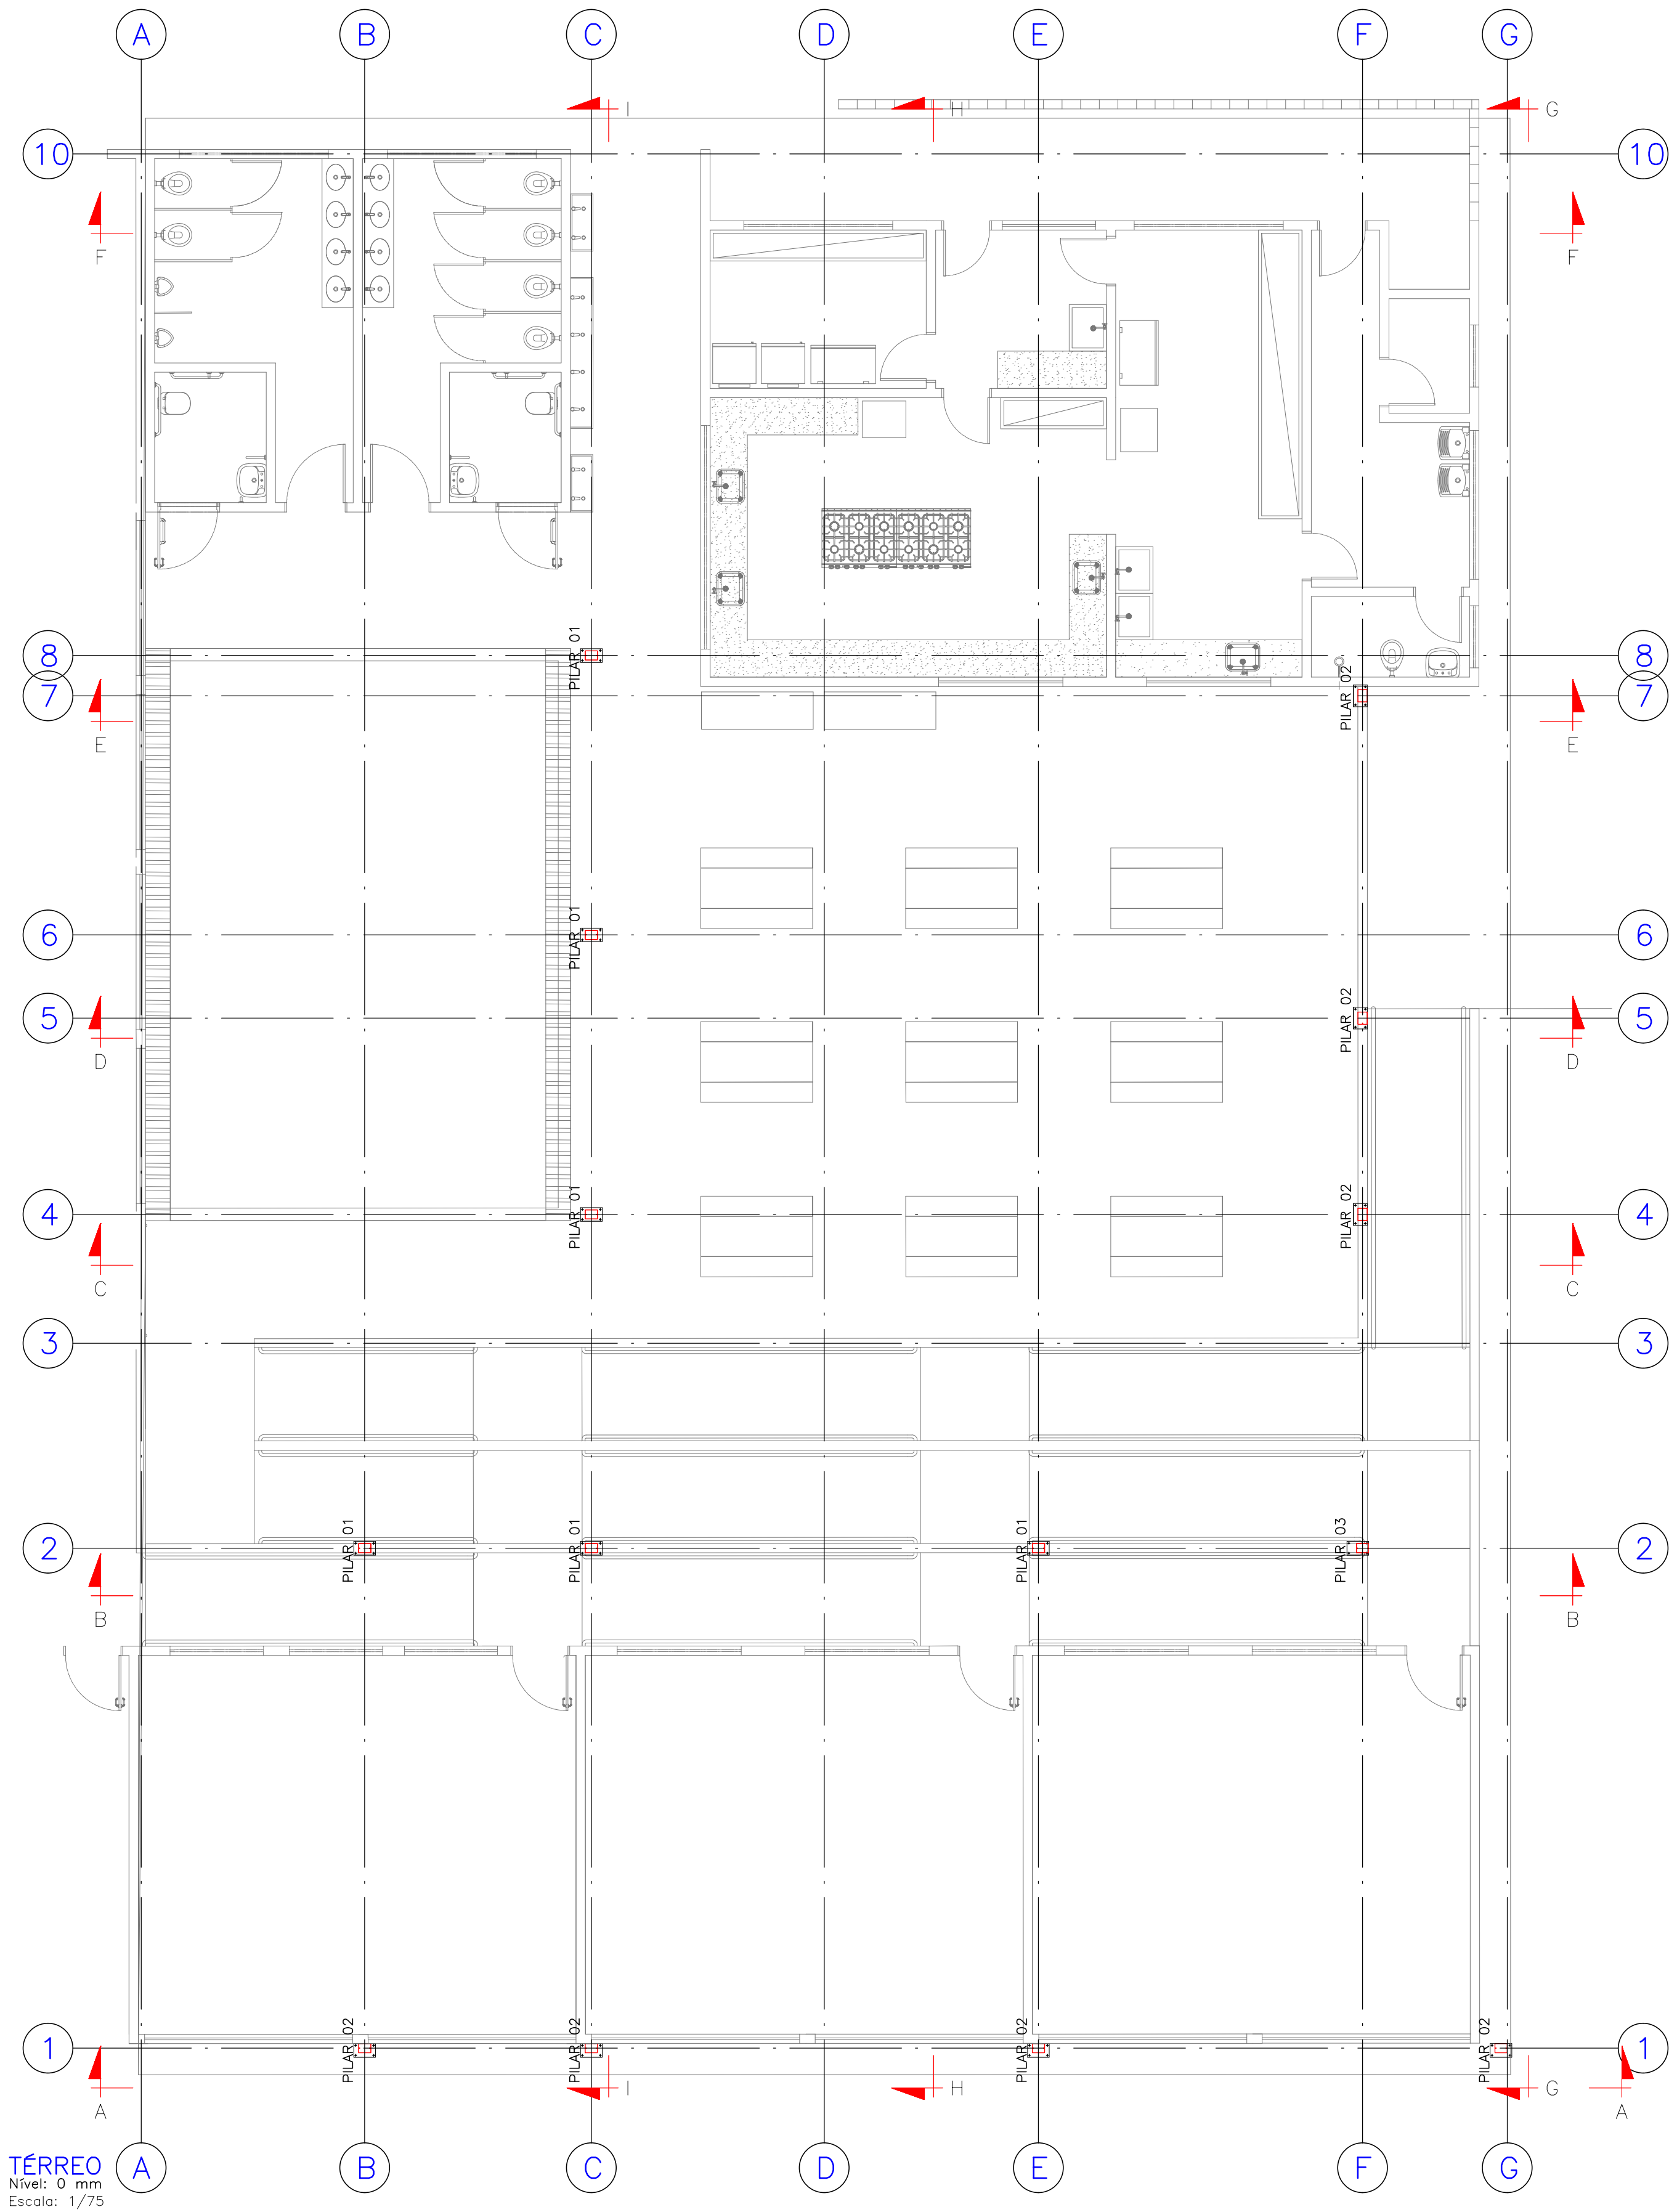 A B C D E F G
I H G
10 10
F F
PILAR 01
8 8
PILAR 02
7 7
E E
PILAR 01
6 6
PILAR 02
5 5
D D
PILAR 01 PILAR 02
4 4
C C
3 3
PILAR 01 PILAR 01 PILAR 01 PILAR 03
2 2
B B
PILAR 02 PILAR 02 PILAR 02 PILAR 02
1 1
I H G
A A
A B C D E F G
TÉRREO
Nível: 0 mm
Escala: 1/75